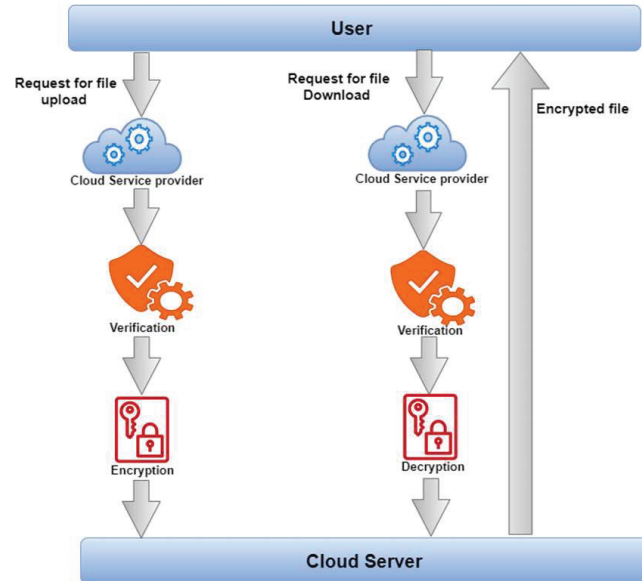 User
Request for file
upload
Request for file
Download
Encrypted file
Cloud Service provider
Cloud Service provider
Verification
Verification
Encryption
Decryption
Cloud Server